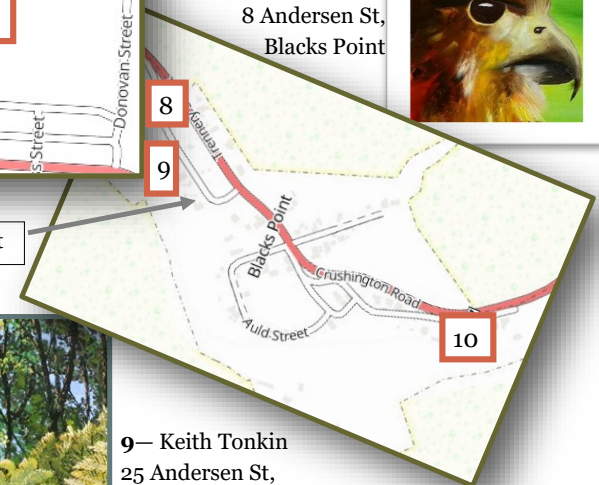 8 Andersen St,
Blacks Point
Donovan Street
s Street
8
9
Trennery
Blacks Point
Crushington Road
Auld Street
10
9— Keith Tonkin
25 Andersen St,